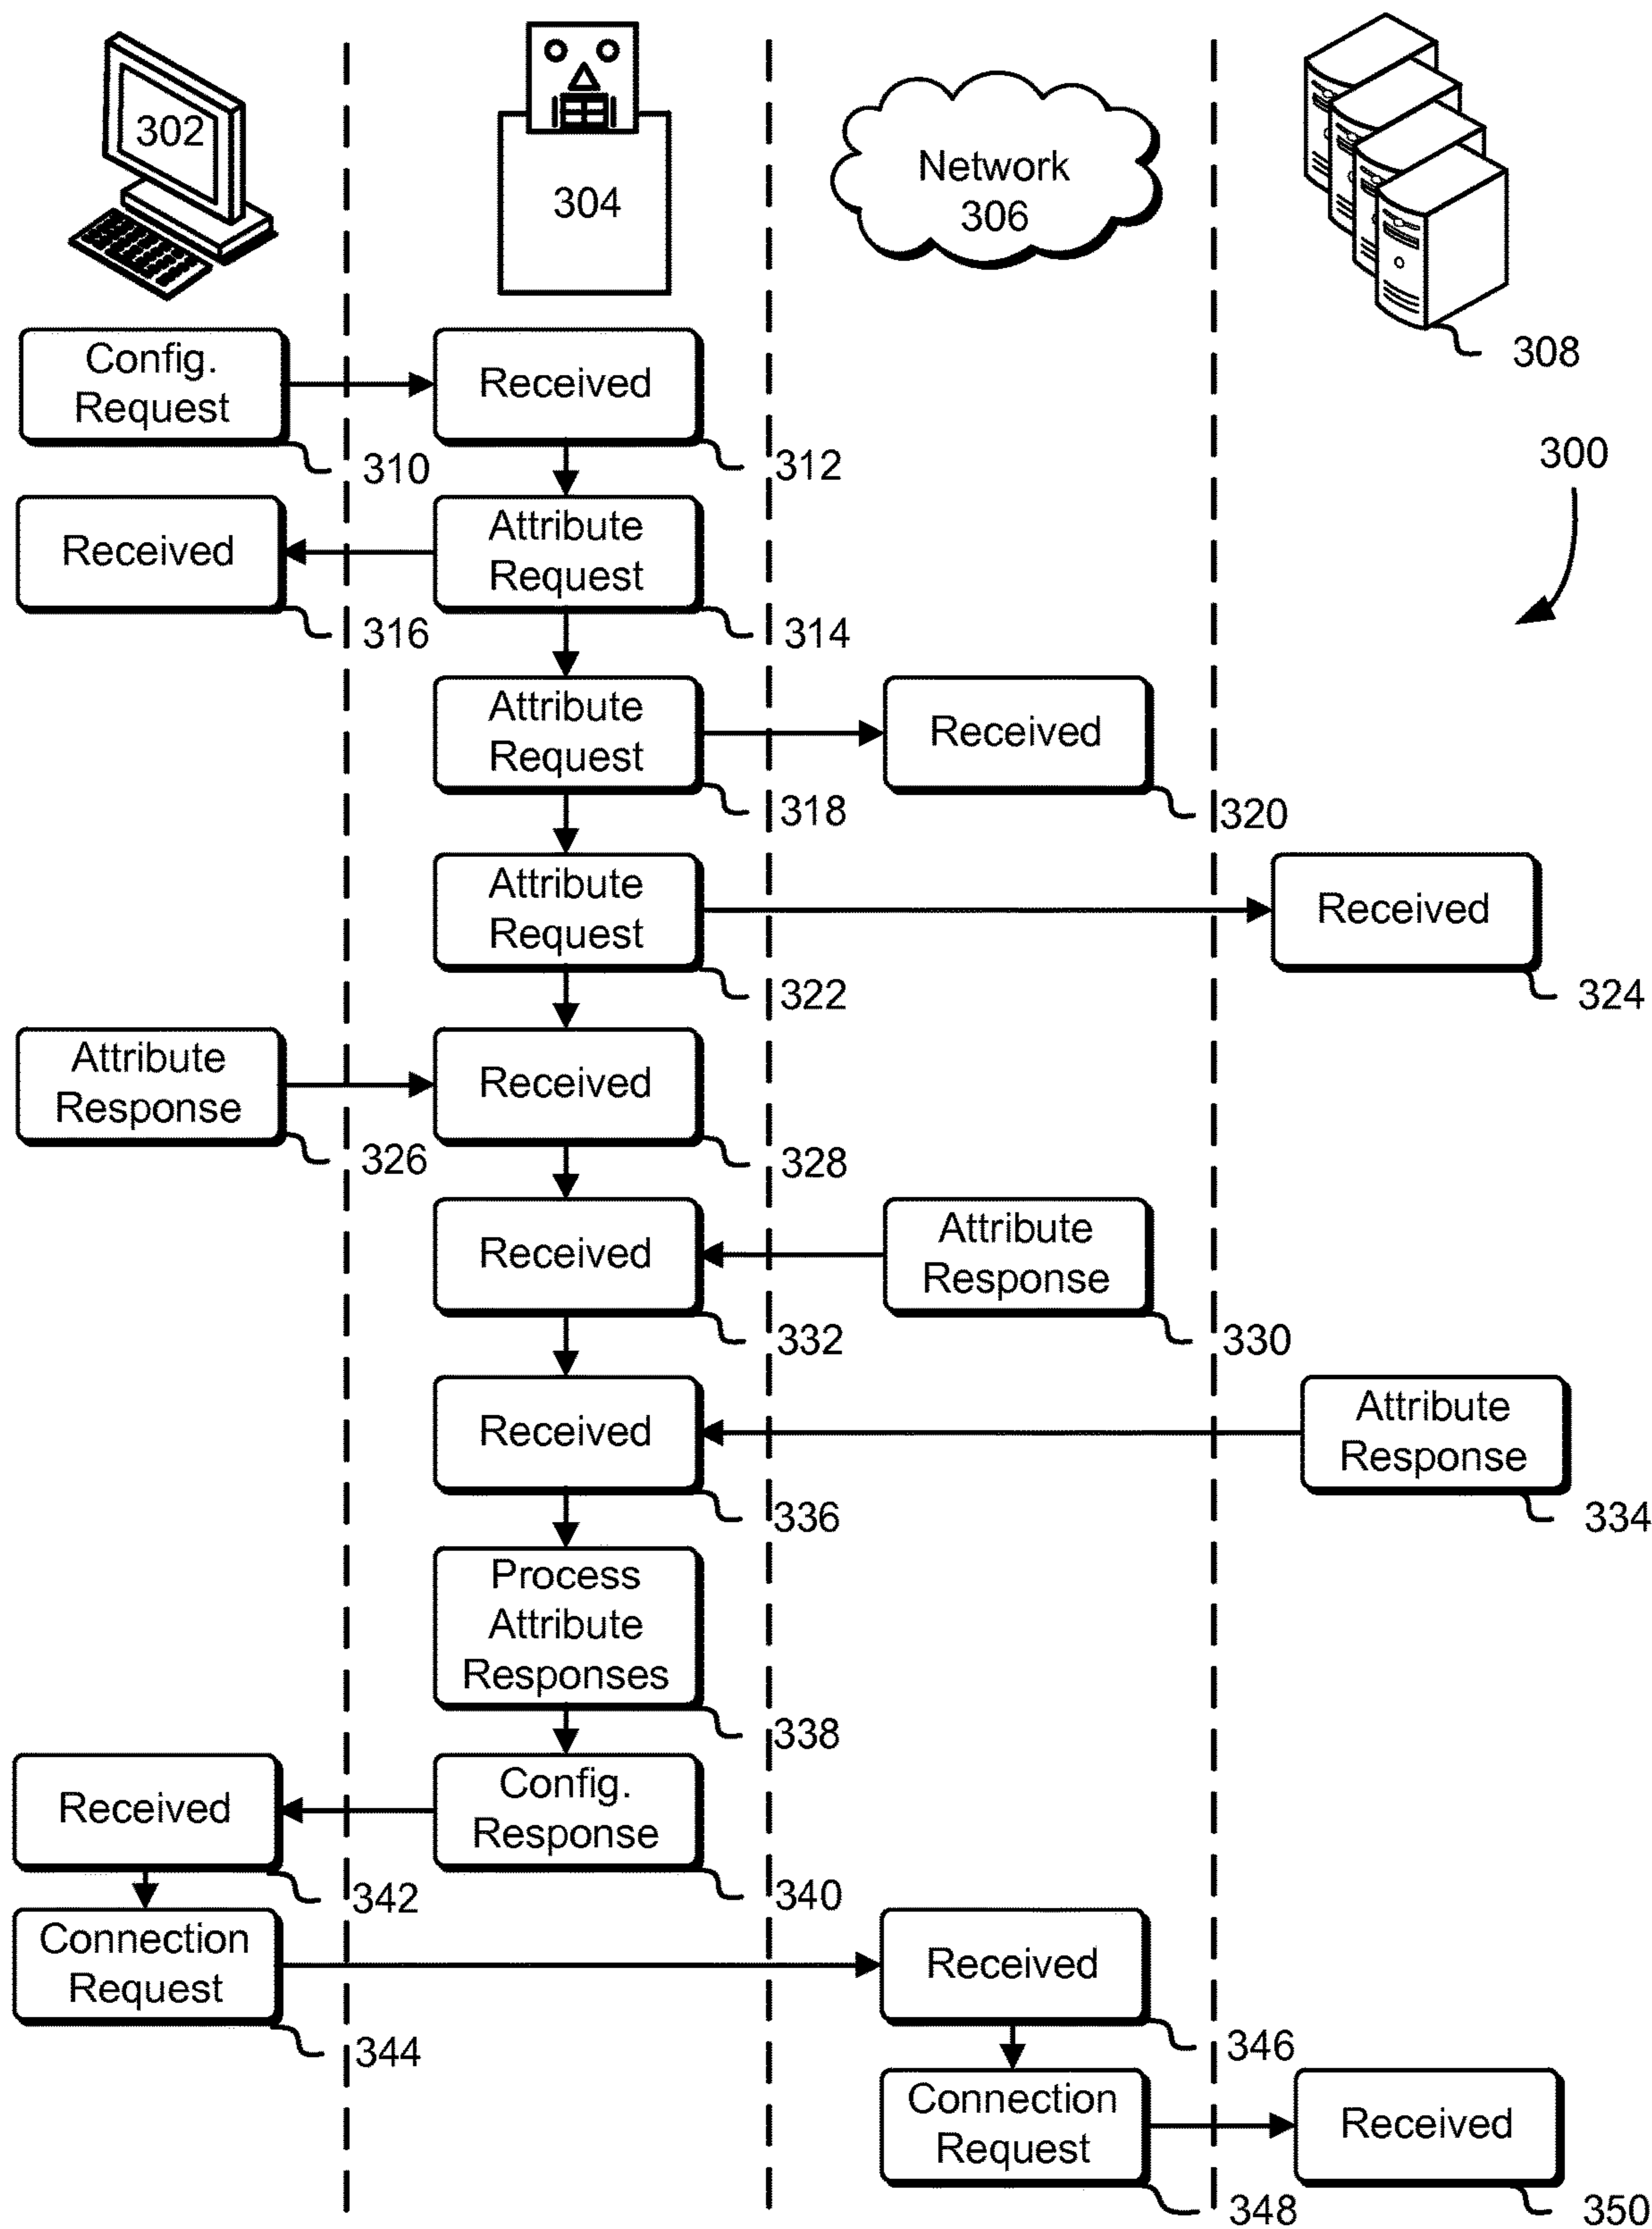 302
304
Network
306
308
300
Config.
Request
310
Received
312
Received
316
Attribute
Request
314
Attribute
Request
318
Received
320
Attribute
Request
322
Received
324
Attribute
Response
326
Received
328
Received
332
Attribute
Response
330
Received
336
Attribute
Response
334
Process
Attribute
Responses
338
Received
342
Config.
Response
340
Connection
Request
344
Received
346
Connection
Request
348
Received
350